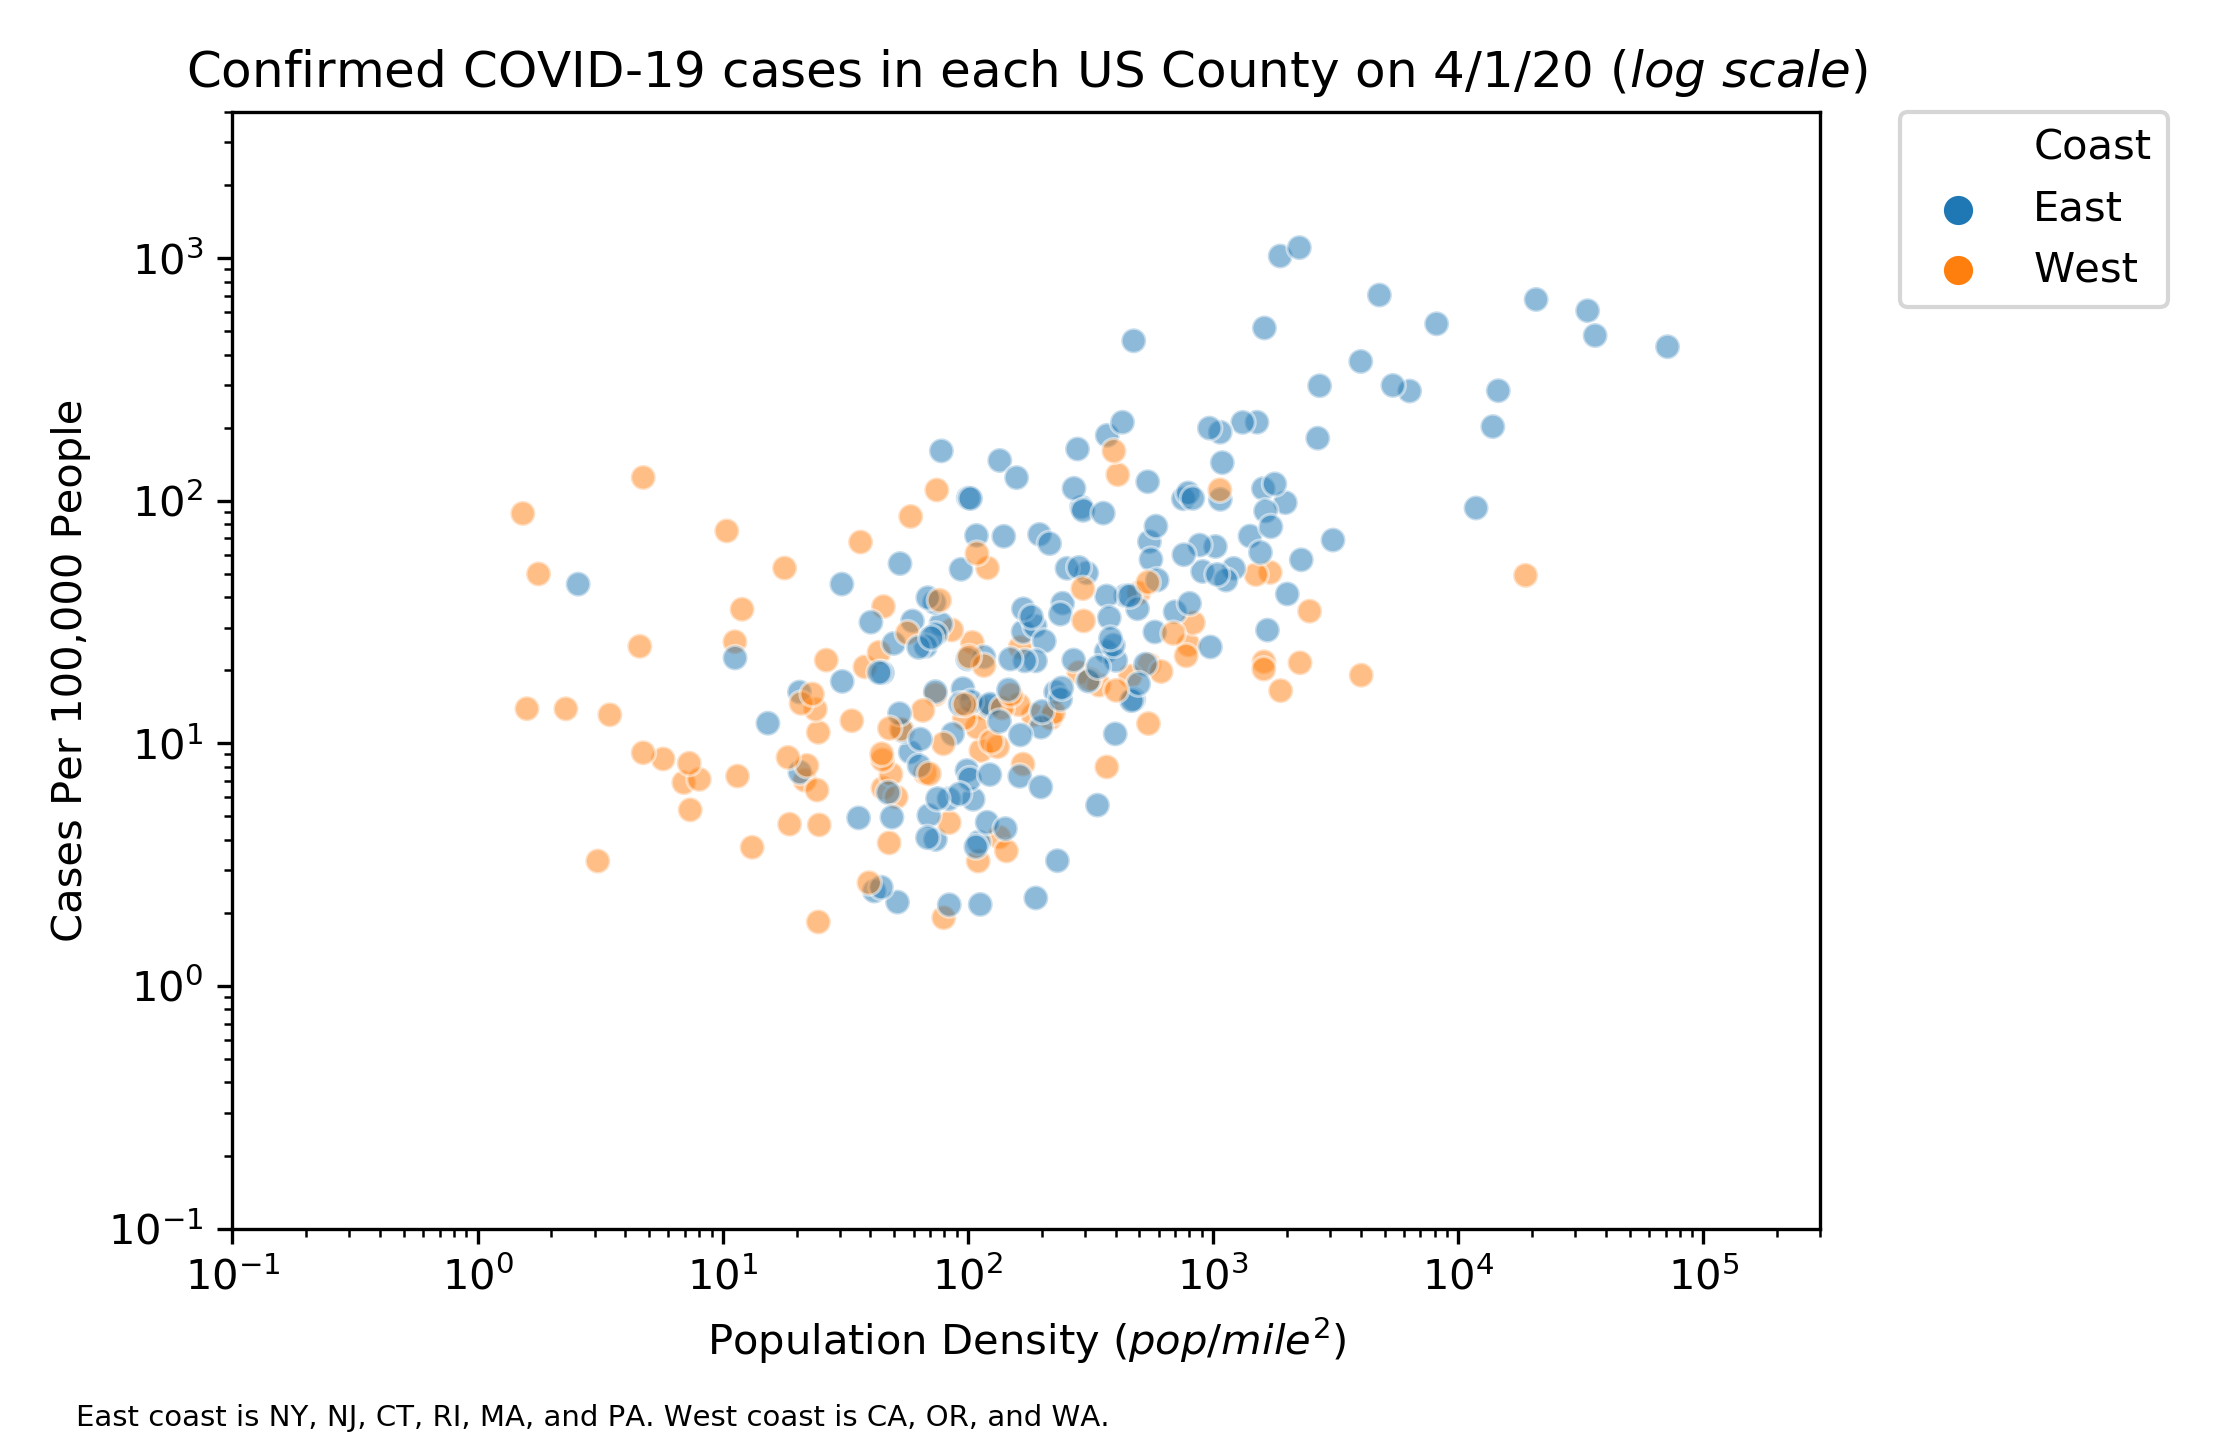 Confirmed COVID-19 cases in each US County on 4/1/20 (log scale)
Coast
East
West
10³
10²
10¹
10⁰
10⁻¹
Cases Per 100,000 People
10⁻¹ 10⁰ 10¹ 10² 10³ 10⁴ 10⁵
Population Density (pop/mile²)
East coast is NY, NJ, CT, RI, MA, and PA. West coast is CA, OR, and WA.